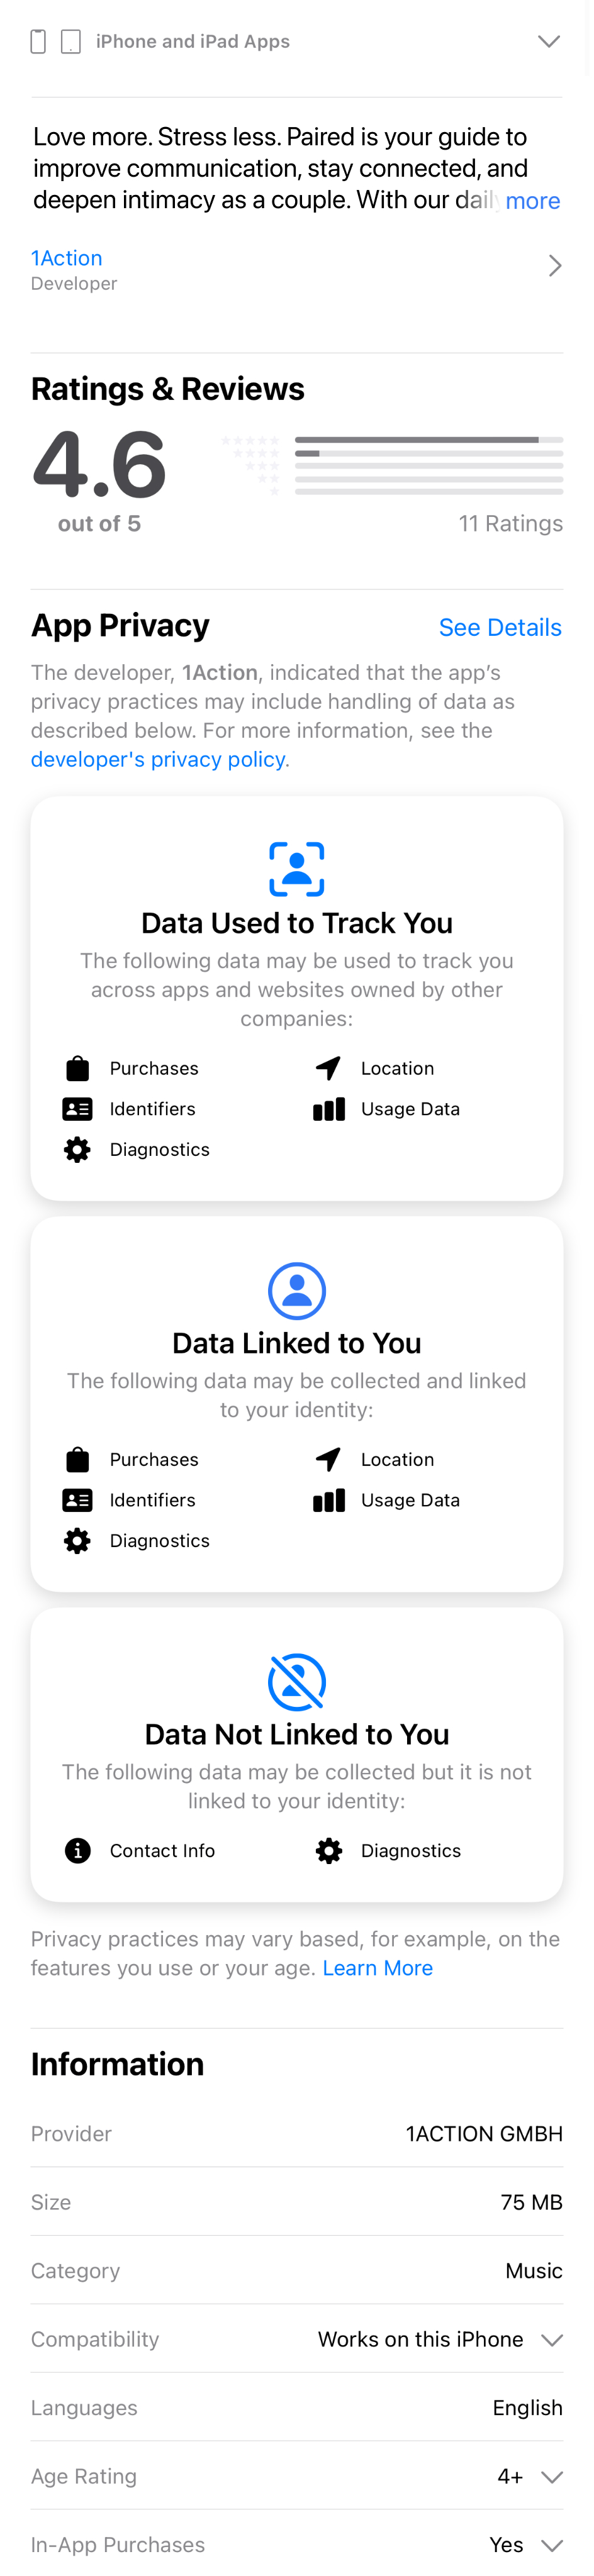 iPhone and iPad Apps
Love more. Stress less. Paired is your guide to
improve communication, stay connected, and
deepen intimacy as a couple. With our daily more
1Action
Developer
Ratings & Reviews
4.6
out of 5
11 Ratings
App Privacy
See Details
The developer, 1Action, indicated that the app’s
privacy practices may include handling of data as
described below. For more information, see the
developer's privacy policy.
Data Used to Track You
The following data may be used to track you
across apps and websites owned by other
companies:
Purchases
Location
Identifiers
Usage Data
Diagnostics
Data Linked to You
The following data may be collected and linked
to your identity:
Purchases
Location
Identifiers
Usage Data
Diagnostics
Data Not Linked to You
The following data may be collected but it is not
linked to your identity:
Contact Info
Diagnostics
Privacy practices may vary based, for example, on the
features you use or your age. Learn More
Information
Provider
1ACTION GMBH
Size
75 MB
Category
Music
Compatibility
Works on this iPhone
Languages
English
Age Rating
4+
In-App Purchases
Yes